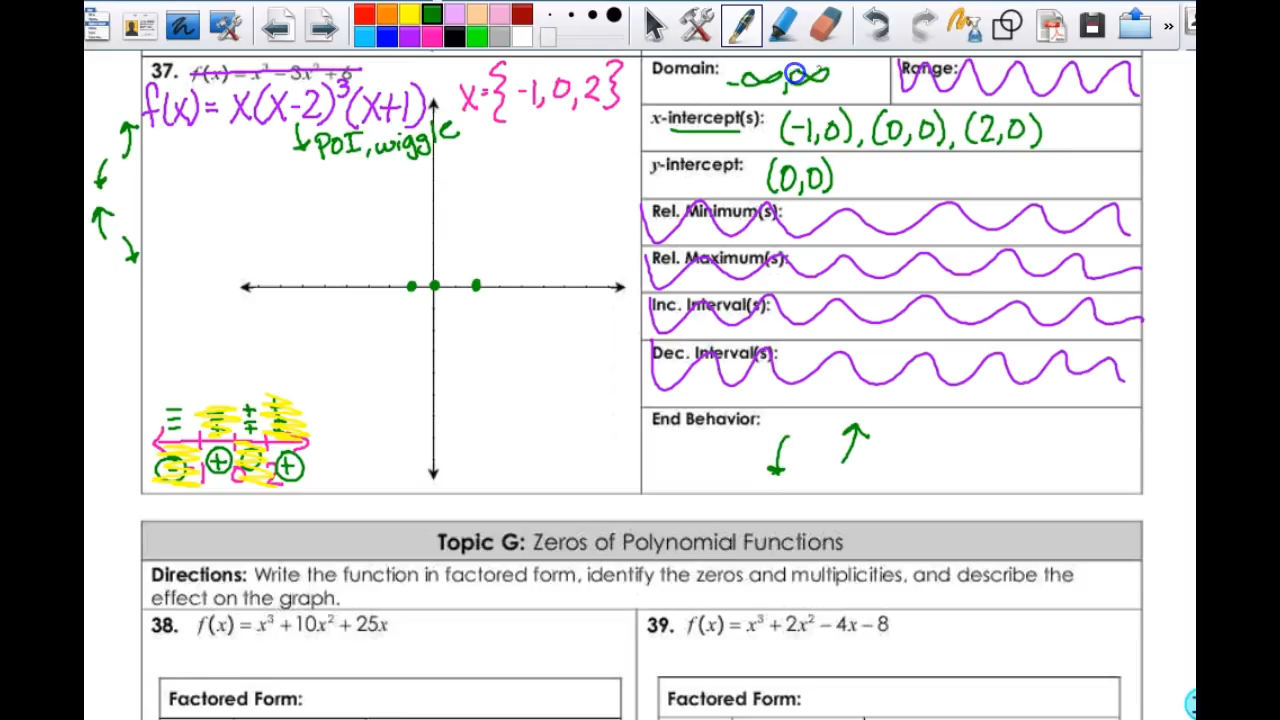 37. f(x) = x³ − 3x² + 6
f(x) = x(x-2)³(x+1)
x = {-1, 0, 2}
↓ POI, wiggle
-1 0 2
Domain: -∞, ∞
Range:
x-intercept(s): (-1,0), (0,0), (2,0)
y-intercept: (0,0)
Rel. Minimum(s):
Rel. Maximum(s):
Inc. Interval(s):
Dec. Interval(s):
End Behavior:
Topic G: Zeros of Polynomial Functions
Directions: Write the function in factored form, identify the zeros and multiplicities, and describe the
effect on the graph.
38. f(x) = x³ + 10x² + 25x
Factored Form:
39. f(x) = x³ + 2x² − 4x − 8
Factored Form: